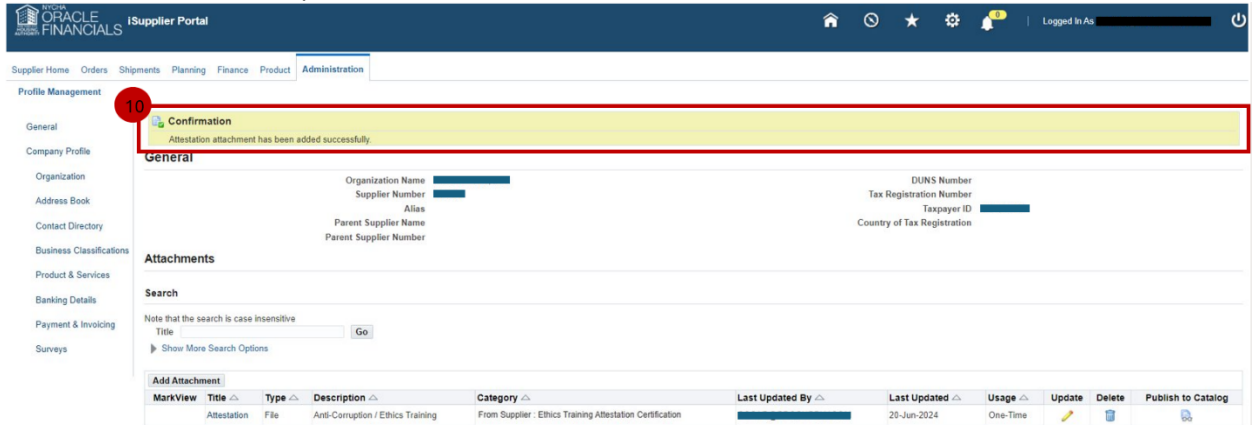 NYCHA
ORACLE
FINANCIALS
iSupplier Portal
0
Logged In As
Supplier Home Orders Shipments Planning Finance Product Administration
Profile Management
10
Confirmation
Attestation attachment has been added successfully.
General
Company Profile
Organization
Address Book
Contact Directory
Business Classifications
Product & Services
Banking Details
Payment & Invoicing
Surveys
General
Organization Name
Supplier Number
Alias
Parent Supplier Name
Parent Supplier Number
DUNS Number
Tax Registration Number
Taxpayer ID
Country of Tax Registration
Attachments
Search
Note that the search is case insensitive
Title Go
Show More Search Options
Add Attachment
MarkView Title Type Description Category Last Updated By Last Updated Usage Update Delete Publish to Catalog
Attestation File Anti-Corruption / Ethics Training From Supplier : Ethics Training Attestation Certification 20-Jun-2024 One-Time